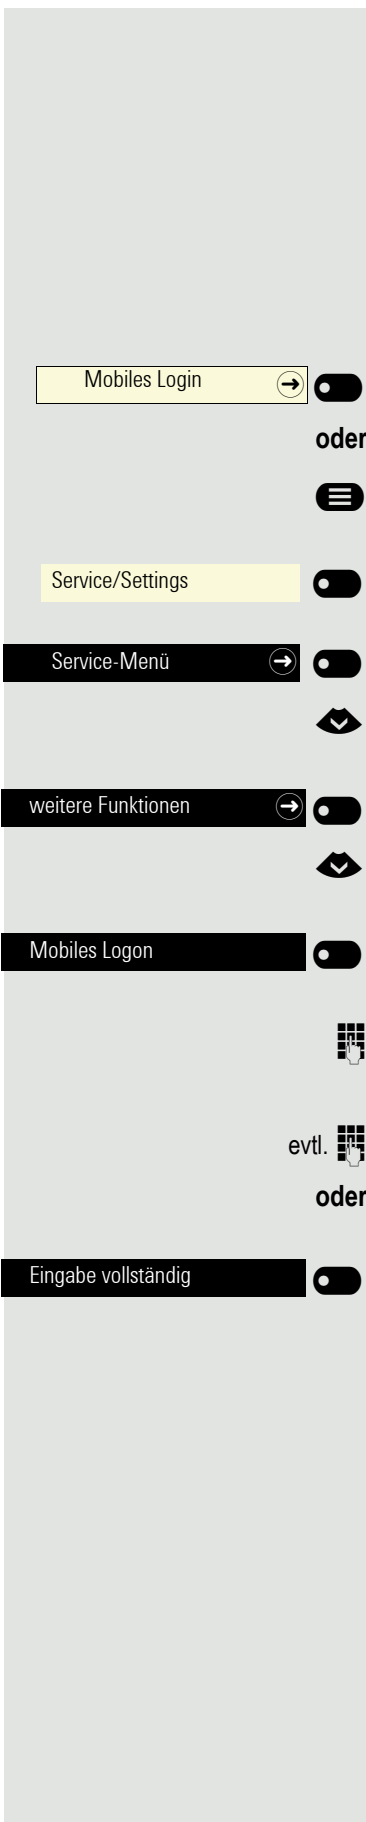 Mobiles Login
oder
Service/Settings
Service-Menü
weitere Funktionen
Mobiles Logon
evtl.
oder
Eingabe vollständig